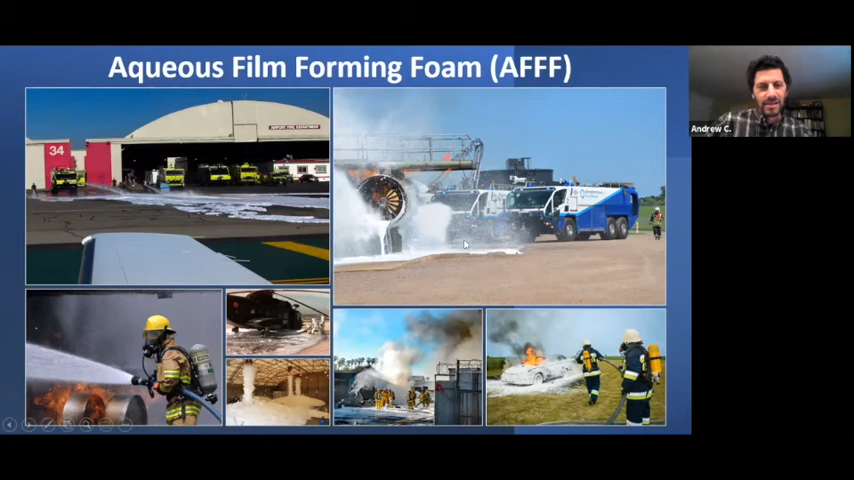 Aqueous Film Forming Foam (AFFF)
34
AIRPORT FIRE DEPARTMENT
Andrew C.